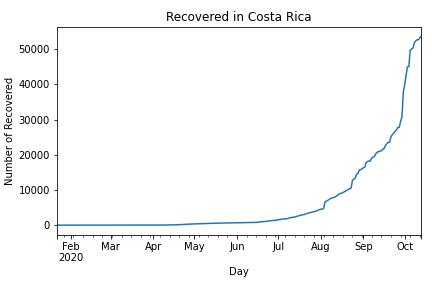 Recovered in Costa Rica
Number of Recovered
50000
40000
30000
20000
10000
0
Feb Mar Apr May Jun Jul Aug Sep Oct
2020
Day